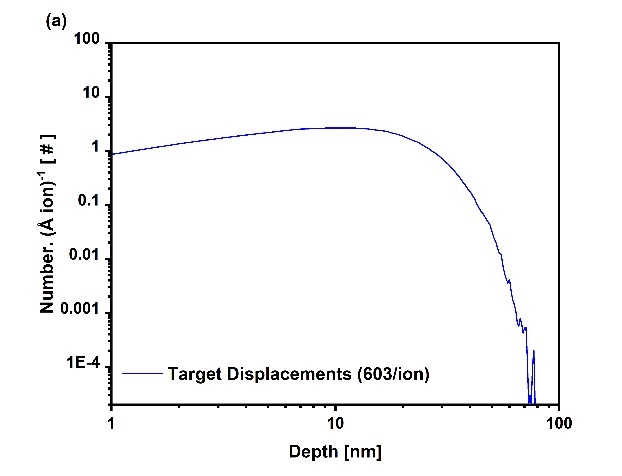 (a)
100
10
1
0.1
0.01
0.001
1E-4
Number. (Å ion)⁻¹ [ # ]
Target Displacements (603/ion)
1
10
100
Depth [nm]